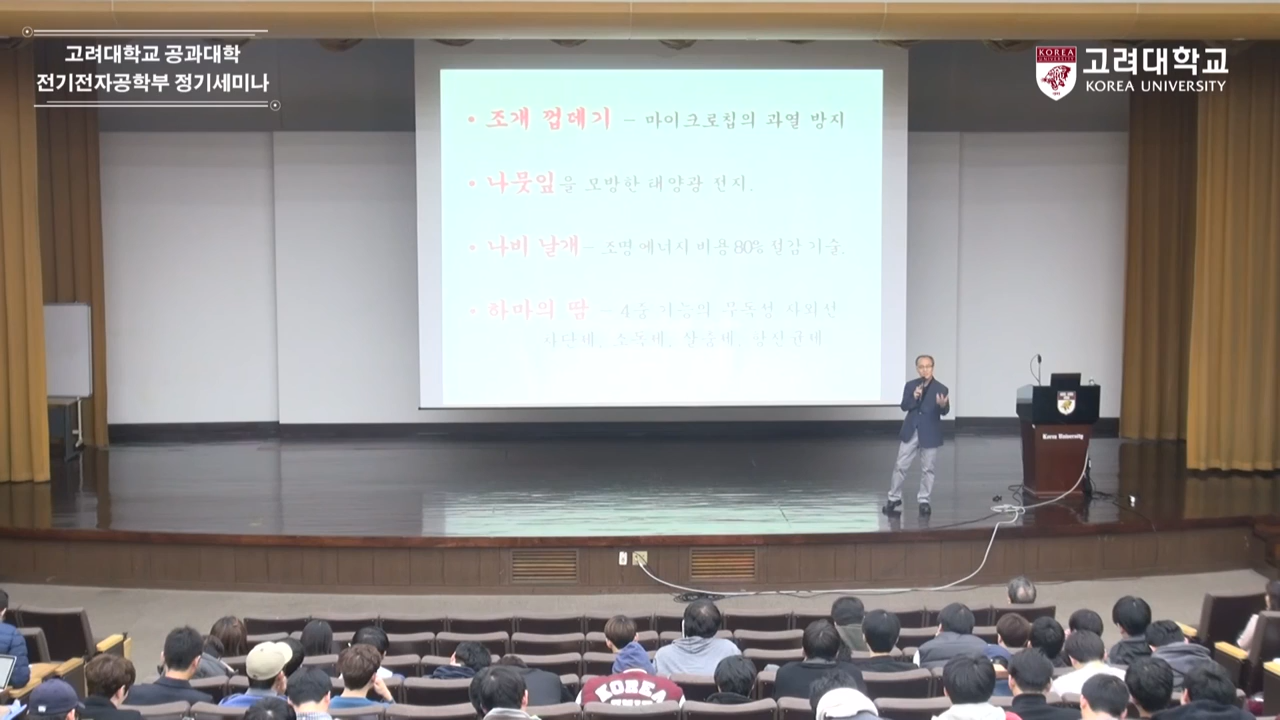 고려대학교 공과대학
전기전자공학부 정기세미나
KOREA UNIVERSITY
고려대학교
KOREA UNIVERSITY
• 조개 껍데기 – 마이크로칩의 과열 방지
• 나뭇잎을 모방한 태양광 전지.
• 나비 날개 – 조명 에너지 비용 80% 절감 기술.
• 하마의 땀 – 4중 기능의 무독성 자외선
차단제, 소독제, 살충제, 항진균제
Korea University
KOREA